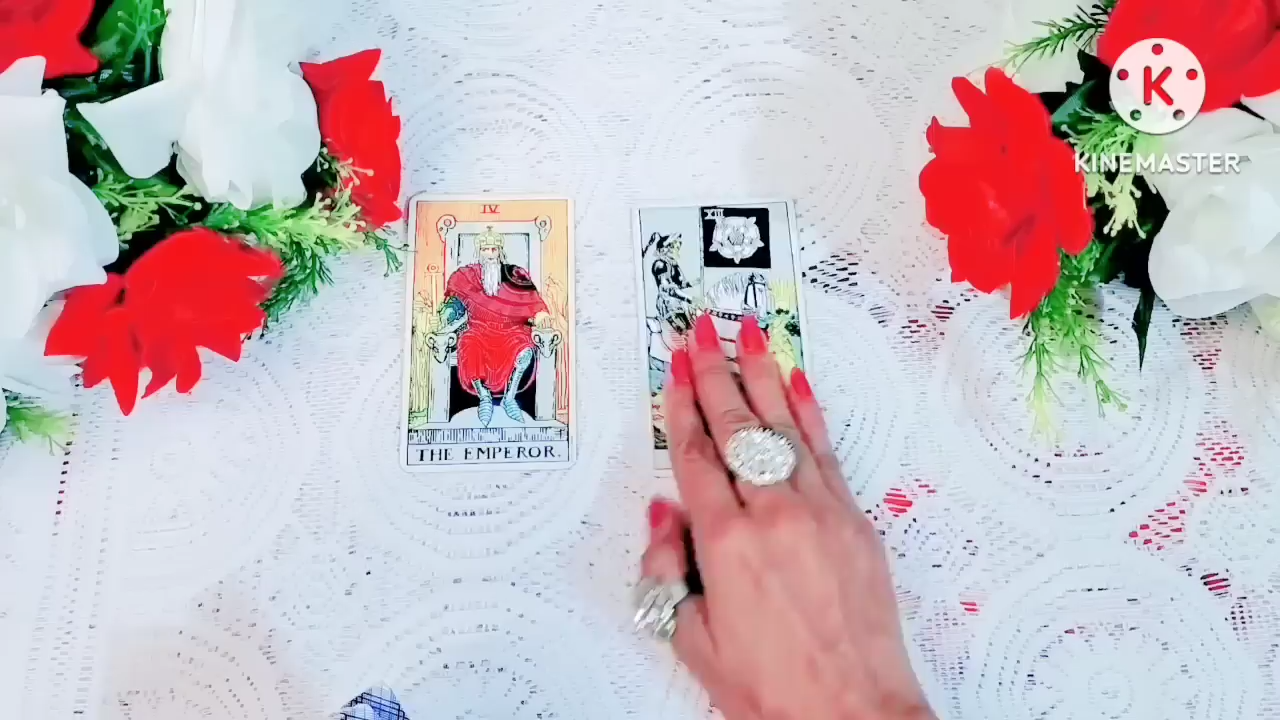 IV
THE EMPEROR.
XIII
K
KINEMASTER